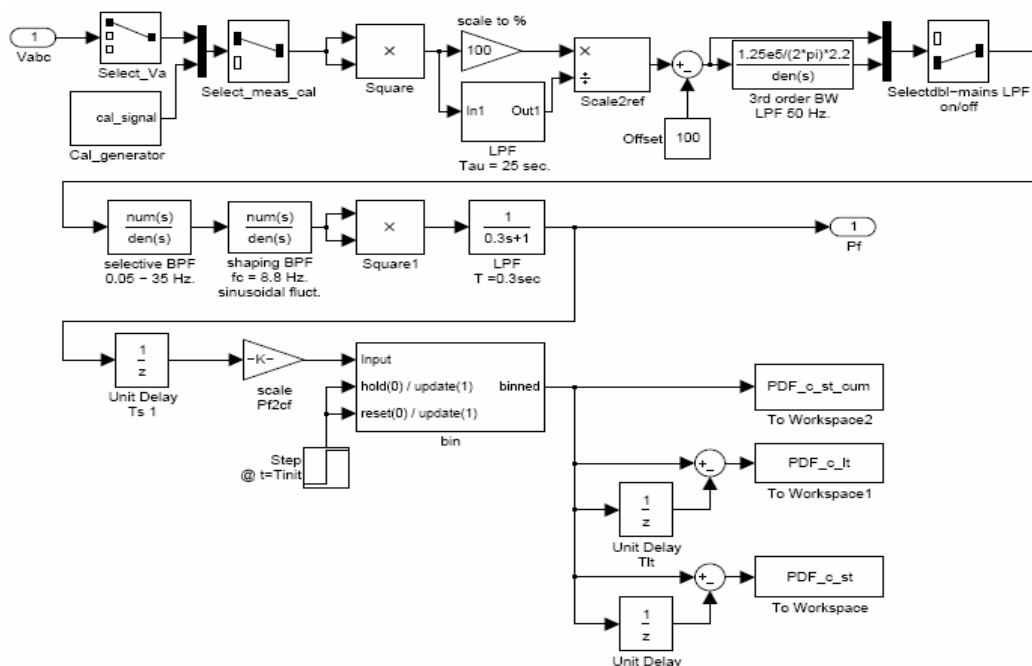 1
Vabc
Select_Va
cal_signal
Cal_generator
Select_meas_cal
×
Square
scale to %
100
In1 Out1
LPF
Tau = 25 sec.
×
÷
Scale2ref
+_
Offset
100
1.25e5/(2*pi)*2.2
den(s)
3rd order BW
LPF 50 Hz.
Selectdbl-mains LPF
on/off
num(s)
den(s)
selective BPF
0.05 - 35 Hz.
num(s)
den(s)
shaping BPF
fc = 8.8 Hz.
sinusoidal fluct.
×
Square1
1
0.3s+1
LPF
T =0.3sec
1
Pf
1
z
Unit Delay
Ts 1
-K-
scale
Pf2cf
Step
@ t=Tinit
Input
hold(0) / update(1)
reset(0) / update(1)
binned
bin
PDF_c_st_cum
To Workspace2
+_
PDF_c_lt
To Workspace1
1
z
Unit Delay
Tlt
+_
PDF_c_st
To Workspace
1
z
Unit Delay